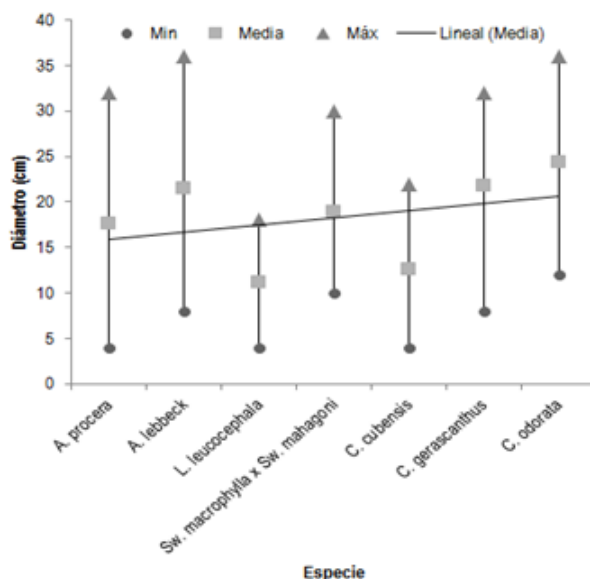 Min Media Máx Lineal (Media)
Diámetro (cm)
40
35
30
25
20
15
10
5
0
A. procera
A. lebbeck
L. leucocephala
Sw. macrophylla x Sw. mahagoni
C. cubensis
C. gerascanthus
C. odorata
Especie